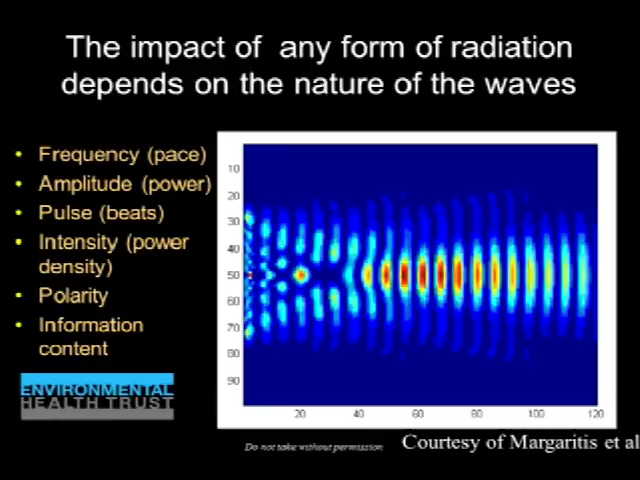 The impact of any form of radiation
depends on the nature of the waves
• Frequency (pace)
• Amplitude (power)
• Pulse (beats)
• Intensity (power
density)
• Polarity
• Information
content
ENVIRONMENTAL
HEALTH TRUST
10
20
30
40
50
60
70
80
90
20 40 60 80 100 120
Do not take without permission
Courtesy of Margaritis et al